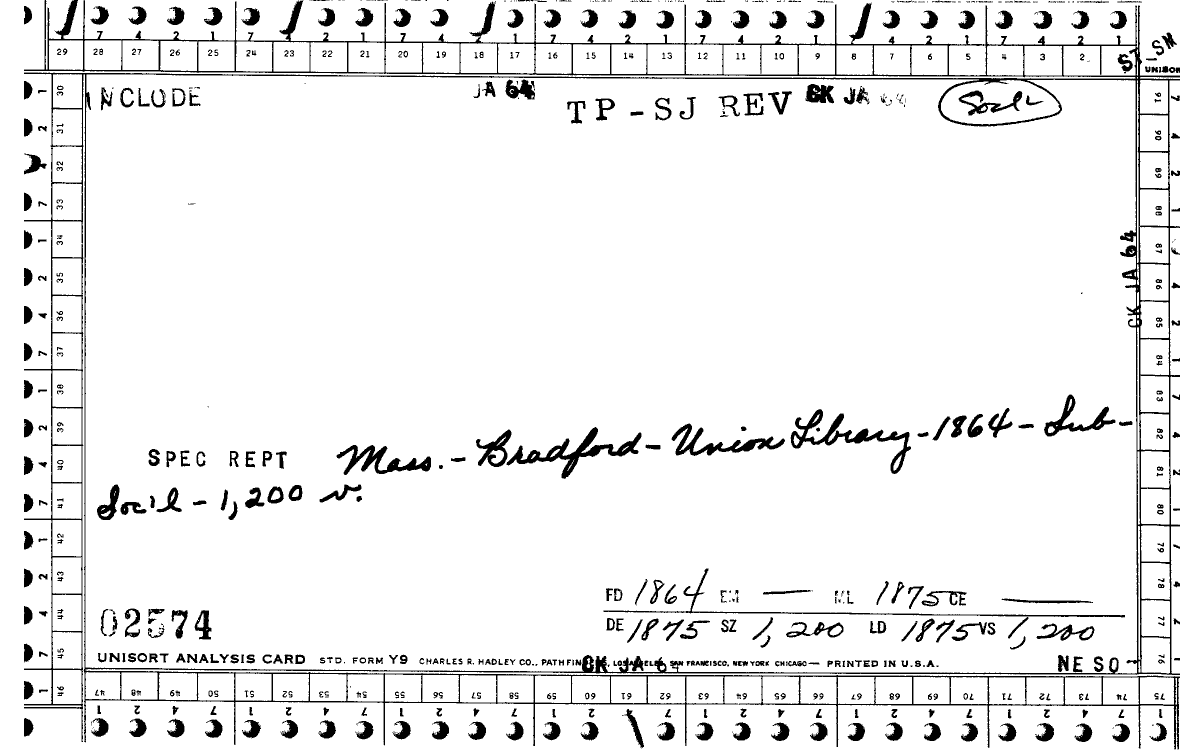 7 4 2 1 7 4 2 1 7 4 2 1 7 4 2 1 7 4 2 1 7 4 2 1 7 4 2 1
29 28 27 26 25 24 23 22 21 20 19 18 17 16 15 14 13 12 11 10 9 8 7 6 5 4 3 2
ST-SM
UNISORT
INCLUDE JA 64 TP-SJ REV CK JA 64 Soc'l
CK JA 64
SPEC REPT Mass. - Bradford - Union Library - 1864 - Sub -
Soc'l - 1,200 v.
FD 1864 EM — ML 1875 CE —
02574
DE 1875 SZ 1,200 LD 1875 VS 1,200
UNISORT ANALYSIS CARD STD. FORM Y9 CHARLES R. HADLEY CO., PATHFINDERS, LOS ANGELES, SAN FRANCISCO, NEW YORK CHICAGO — PRINTED IN U.S.A.
CK JA 64
NE SO
30 31 32 33 34 35 36 37 38 39 40 41 42 43 44 45 46
91 90 89 88 87 86 85 84 83 82 81 80 79 78 77 76
47 48 49 50 51 52 53 54 55 56 57 58 59 60 61 62 63 64 65 66 67 68 69 70 71 72 73 74 75